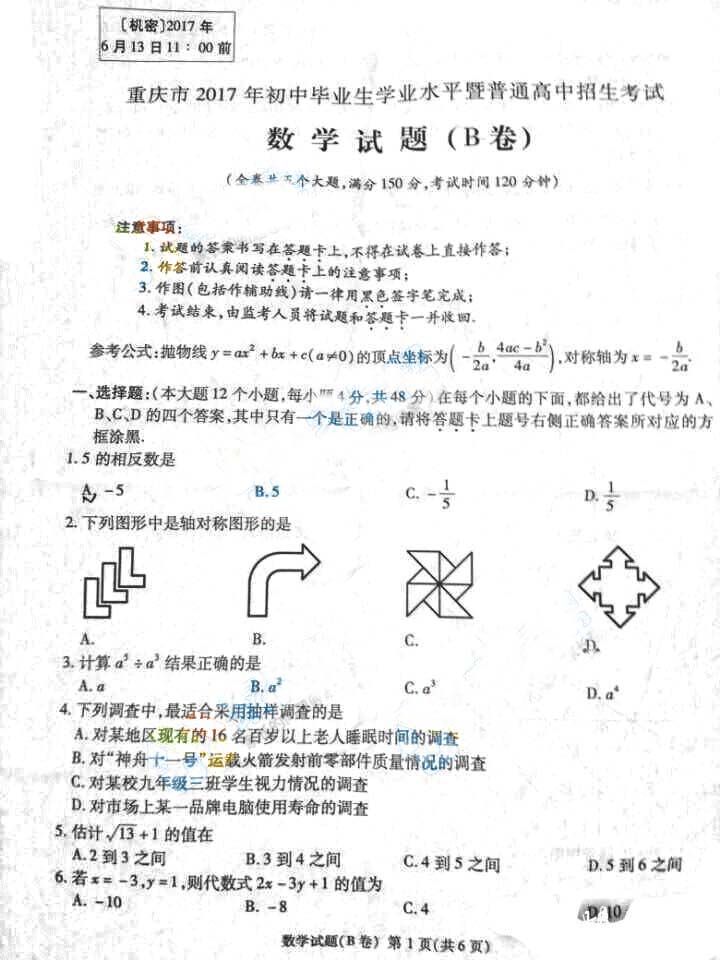 [机密]2017年
6月13日11:00前
重庆市2017年初中毕业生学业水平暨普通高中招生考试
数学试题(B卷)
(全卷共五个大题,满分150分,考试时间120分钟)
注意事项:
1.试题的答案书写在答题卡上,不得在试卷上直接作答;
2.作答前认真阅读答题卡上的注意事项;
3.作图(包括作辅助线)请一律用黑色签字笔完成;
4.考试结束,由监考人员将试题和答题卡一并收回.
参考公式:抛物线y=ax²+bx+c(a≠0)的顶点坐标为(-b/2a,(4ac-b²)/4a),对称轴为x=-b/2a.
一、选择题:(本大题12个小题,每小题4分,共48分)在每个小题的下面,都给出了代号为A、
B、C、D的四个答案,其中只有一个是正确的,请将答题卡上题号右侧正确答案所对应的方
框涂黑.
1.5的相反数是
A.-5 B.5 C.-1/5 D.1/5
2.下列图形中是轴对称图形的是
A. B. C. D.
3.计算a⁵÷a³结果正确的是
A.a B.a² C.a³ D.a⁴
4.下列调查中,最适合采用抽样调查的是
A.对某地区现有的16名百岁以上老人睡眠时间的调查
B.对“神舟十一号”运载火箭发射前零部件质量情况的调查
C.对某校九年级三班学生视力情况的调查
D.对市场上某一品牌电脑使用寿命的调查
5.估计√13+1的值在
A.2到3之间 B.3到4之间 C.4到5之间 D.5到6之间
6.若x=-3,y=1,则代数式2x-3y+1的值为
A.-10 B.-8 C.4 D.10
数学试题(B卷) 第1页(共6页)